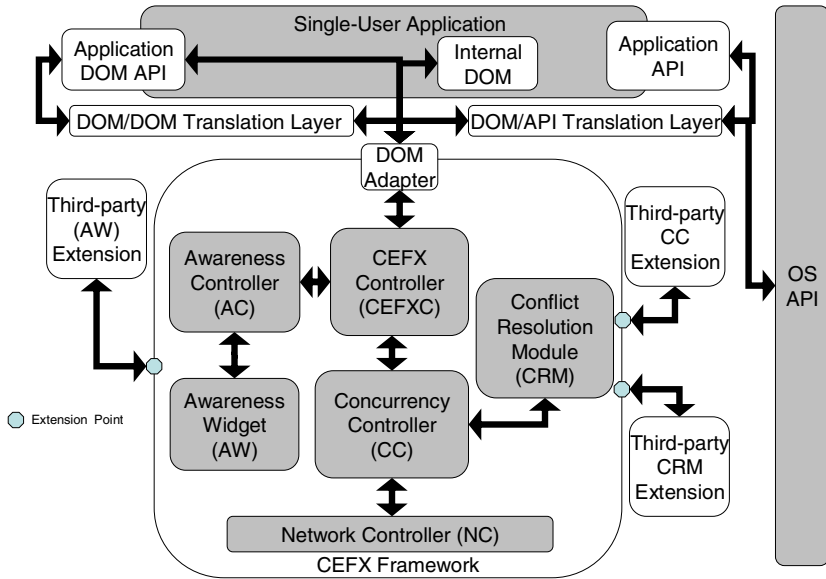 Single-User Application
Application
DOM API
Internal
DOM
Application
API
DOM/DOM Translation Layer
DOM/API Translation Layer
DOM
Adapter
Third-party
(AW)
Extension
Awareness
Controller
(AC)
CEFX
Controller
(CEFXC)
Conflict
Resolution
Module
(CRM)
Third-party
CC
Extension
OS
API
Extension Point
Awareness
Widget
(AW)
Concurrency
Controller
(CC)
Third-party
CRM
Extension
Network Controller (NC)
CEFX Framework